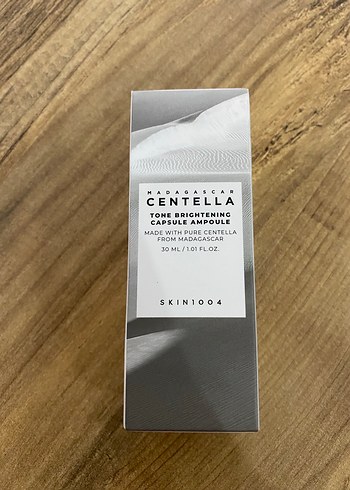 MADAGASCAR
CENTELLA
TONE BRIGHTENING
CAPSULE AMPOULE
MADE WITH PURE CENTELLA
FROM MADAGASCAR
30 ML / 1.01 FL.OZ.
SKIN1004